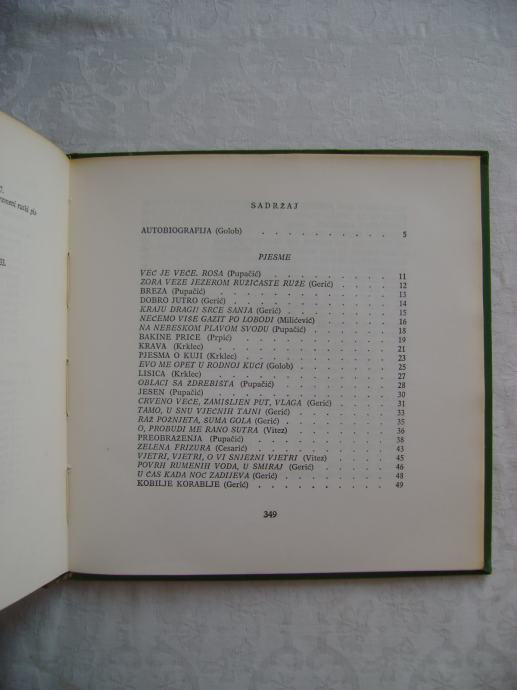 7.
31.
SADRŽAJ
AUTOBIOGRAFIJA (Golob) . . . 5
PJESME
VEĆ JE VEČE. ROSA (Pupačić) . . . 11
ZORA VEZE JEZEROM RUŽIČASTE RUŽE (Gerić) . . . 12
BREZA (Pupačić) . . . 13
DOBRO JUTRO (Gerić) . . . 14
KRAJU DRAGI! SRCE SANJA (Gerić) . . . 15
NEĆEMO VIŠE GAZIT PO LOBODI (Milićević) . . . 16
NA NEBESKOM PLAVOM SVODU (Pupačić) . . . 18
BAKINE PRIČE (Prpić) . . . 19
KRAVA (Krklec) . . . 21
PJESMA O KUJI (Krklec) . . . 23
EVO ME OPET U RODNOJ KUĆI (Golob) . . . 25
LISICA (Krklec) . . . 27
OBLACI SA ŽDREBIŠTA (Pupačić) . . . 28
JESEN (Pupačić) . . . 30
CRVENO VEČE, ZAMIŠLJEN PUT, VLAGA (Gerić) . . . 31
TAMO, U SNU VJEČNIH TAJNI (Gerić) . . . 33
RAŽ POŽNJETA, ŠUMA GOLA (Gerić) . . . 35
O, PROBUDI ME RANO SUTRA (Vitez) . . . 36
PREOBRAŽENJA (Pupačić) . . . 38
ZELENA FRIZURA (Cesarić) . . . 43
VJETRI, VJETRI, O VI SNJEŽNI VJETRI (Vitez) . . . 45
POVRH RUMENIH VODA, U SMIRAJ (Gerić) . . . 46
U ČAS KADA NOĆ ZADIJEVA (Gerić) . . . 48
KOBILJE KORABLJE (Gerić) . . . 49
349